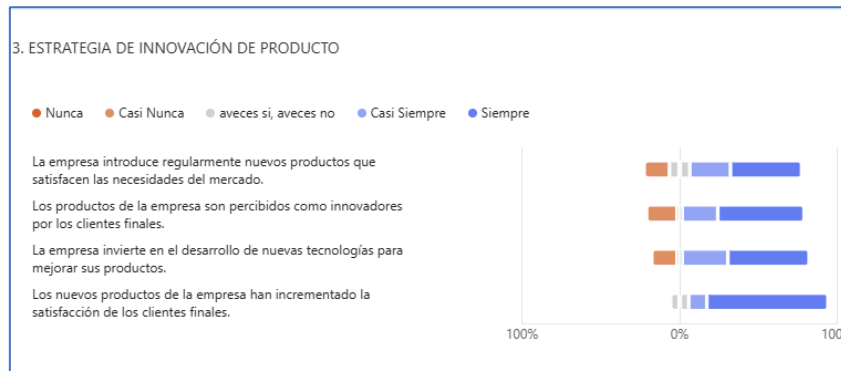 3. ESTRATEGIA DE INNOVACIÓN DE PRODUCTO
Nunca Casi Nunca aveces si, aveces no Casi Siempre Siempre
La empresa introduce regularmente nuevos productos que
satisfacen las necesidades del mercado.
Los productos de la empresa son percibidos como innovadores
por los clientes finales.
La empresa invierte en el desarrollo de nuevas tecnologías para
mejorar sus productos.
Los nuevos productos de la empresa han incrementado la
satisfacción de los clientes finales.
100% 0% 100